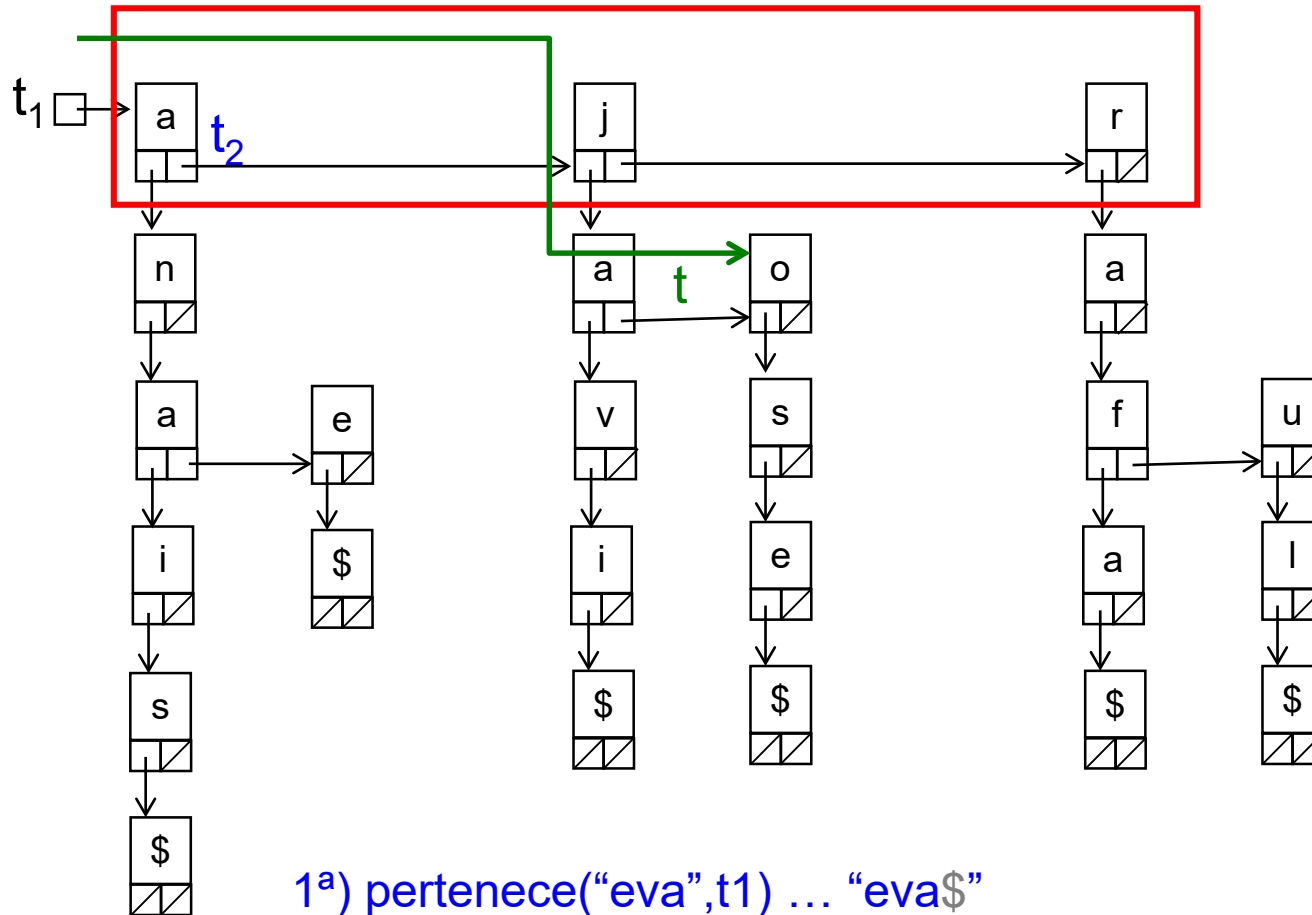 t₁ a t₂ j r
n a t o a
a e v s f u
i $ i e a l
s $ $ $ $
$
1ª) pertenece(“eva”,t1) … “eva$”